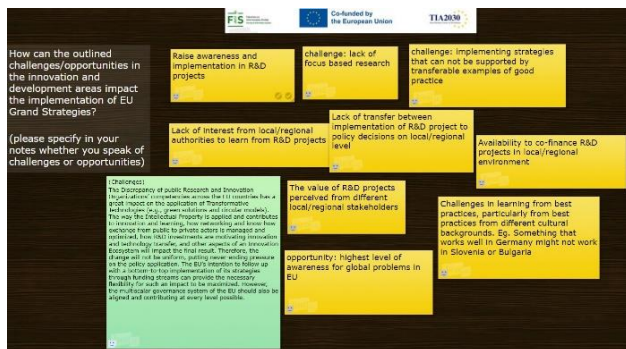 FIS
Co-funded by
the European Union
TIA2030
How can the outlined
challenges/opportunities in
the innovation and
development areas impact
the implementation of EU
Grand Strategies?
(please specify in your
notes whether you speak of
challenges or opportunities)
Raise awareness and
implementation in R&D
projects
challenge: lack of
focus based research
challenge: implementing strategies
that can not be supported by
transferable examples of good
practice
Lack of interest from local/regional
authorities to learn from R&D projects
Lack of transfer between
implementation of R&D project to
policy decisions on local/regional
level
Availability to co-finance R&D
projects in local/regional
environment
(Challenges)
The Discrepancy of public Research and Innovation
Organizations' competencies across the EU countries has a
great impact on the application of Transformative
technologies (e.g., green solutions and circular models).
The way the Intellectual Property is applied and contributes
to innovation and learning, how networking and know how
exchange from public to private actors is managed and
optimized, how R&D investments are motivating innovation
and technology transfer, and other aspects of an Innovation
Ecosystem will impact the final result. Therefore, the
change will not be uniform, putting never ending pressure
on the policy application. The EU's intention to follow up
with a bottom-to-top implementation of its strategies
through funding streams can provide the necessary
flexibility for such an impact to be maximized. However,
the multiscalar governance system of the EU should also be
aligned and contributing at every level possible.
The value of R&D projects
perceived from different
local/regional stakeholders
Challenges in learning from best
practices, particularly from best
practices from different cultural
backgrounds. Eg. Something that
works well in Germany might not work
in Slovenia or Bulgaria
opportunity: highest level of
awareness for global problems in
EU